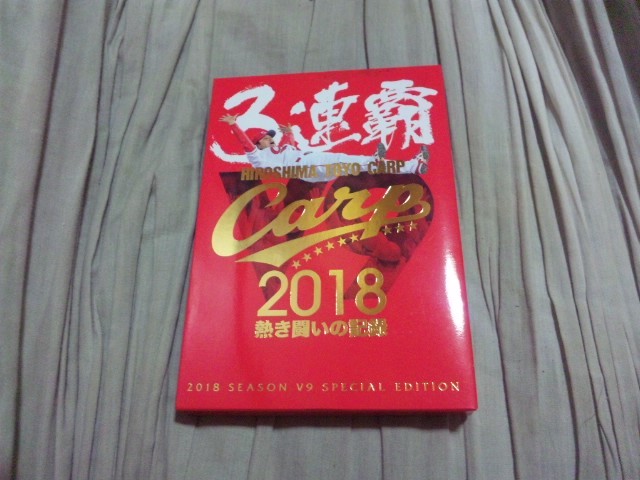 3連覇
HIROSHIMA TOYO CARP
Carp
2018
熱き闘いの記録
2018 SEASON V9 SPECIAL EDITION